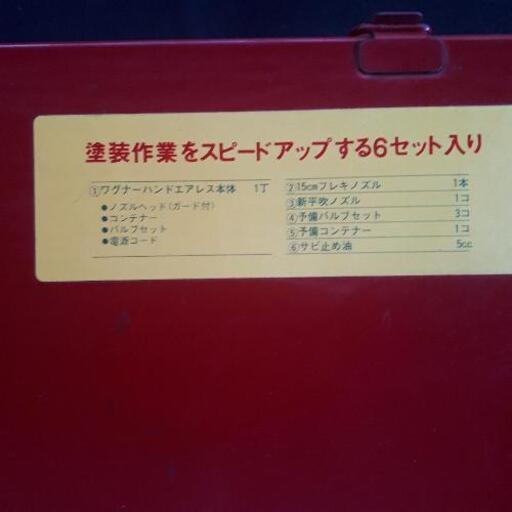 塗装作業をスピードアップする6セット入り
①ワグナーハンドエアレス本体 1丁
●ノズルヘッド(ガード付)
●コンテナー
●バルブセット
●電源コード
②15cmフレキノズル 1本
③新平吹ノズル 1コ
④予備バルブセット 3コ
⑤予備コンテナー 1コ
⑥サビ止め油 5cc